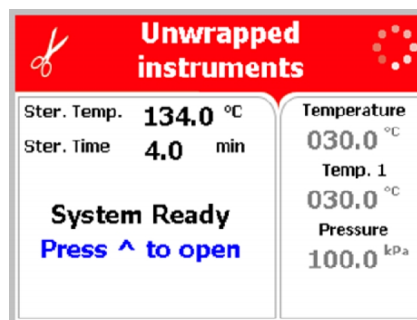 Unwrapped
instruments
Ster. Temp. 134.0 °C
Ster. Time 4.0 min
System Ready
Press ^ to open
Temperature
030.0 °C
Temp. 1
030.0 °C
Pressure
100.0 kPa